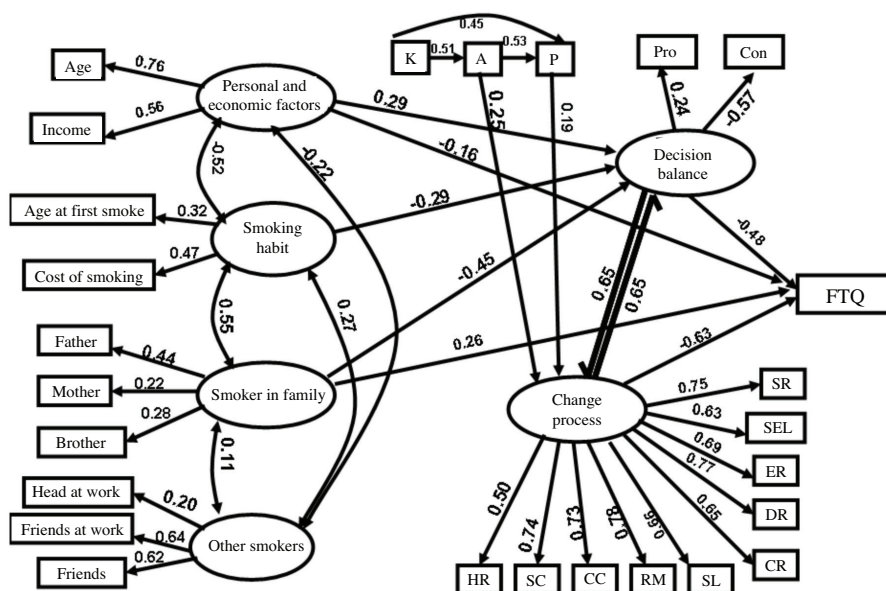 0.45
K
0.51
A
0.53
P
Pro
Con
Age
0.76
Personal and
economic factors
0.29
0.25
0.19
0.24
-0.57
Income
0.56
-0.16
Decision
balance
-0.52
-0.22
Age at first smoke
0.32
Smoking
habit
-0.29
-0.48
Cost of smoking
0.47
-0.45
0.65
0.65
FTQ
0.55
0.27
Father
0.44
0.26
-0.63
Mother
0.22
Smoker in family
Change
process
0.75
SR
Brother
0.28
0.63
SEL
0.11
0.69
ER
Head at work
0.20
0.50
0.74
0.73
0.78
0.66
0.77
DR
Friends at work
0.64
Other smokers
0.65
CR
Friends
0.62
HR
SC
CC
RM
SL